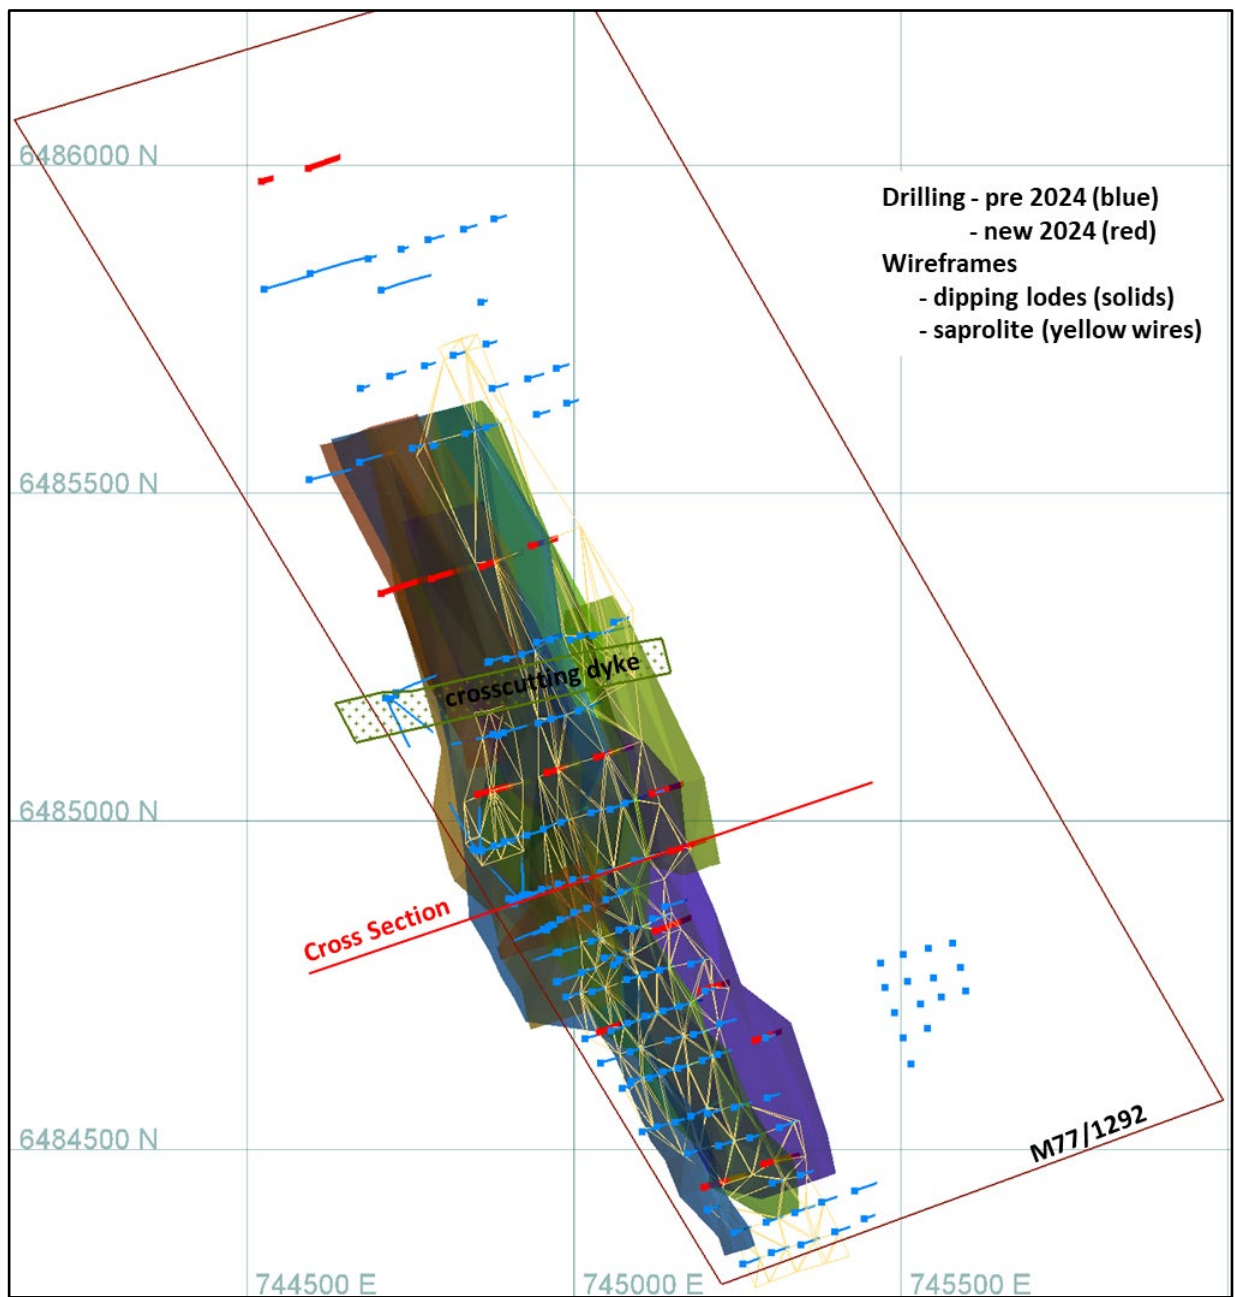 6486000 N
Drilling - pre 2024 (blue)
- new 2024 (red)
Wireframes
- dipping lodes (solids)
- saprolite (yellow wires)
6485500 N
crosscutting dyke
6485000 N
Cross Section
6484500 N
M77/1292
744500 E
745000 E
745500 E